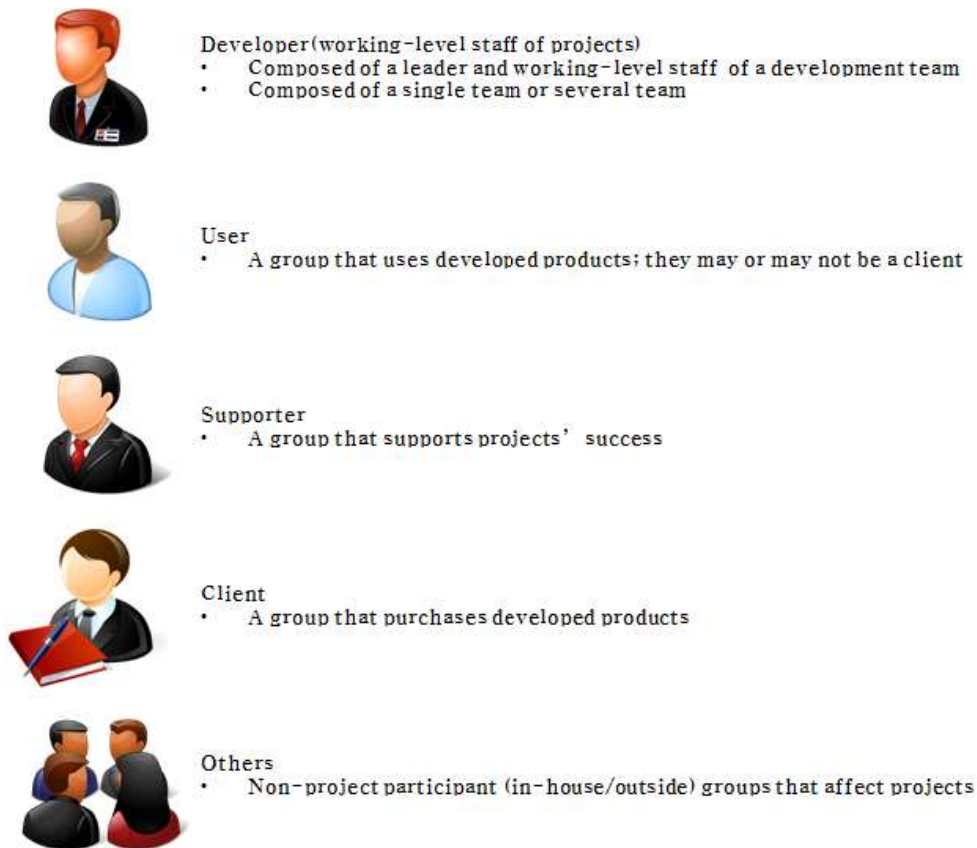 Developer(working-level staff of projects)
• Composed of a leader and working-level staff of a development team
• Composed of a single team or several team
User
• A group that uses developed products; they may or may not be a client
Supporter
• A group that supports projects’ success
Client
• A group that purchases developed products
Others
• Non-project participant (in-house/outside) groups that affect projects